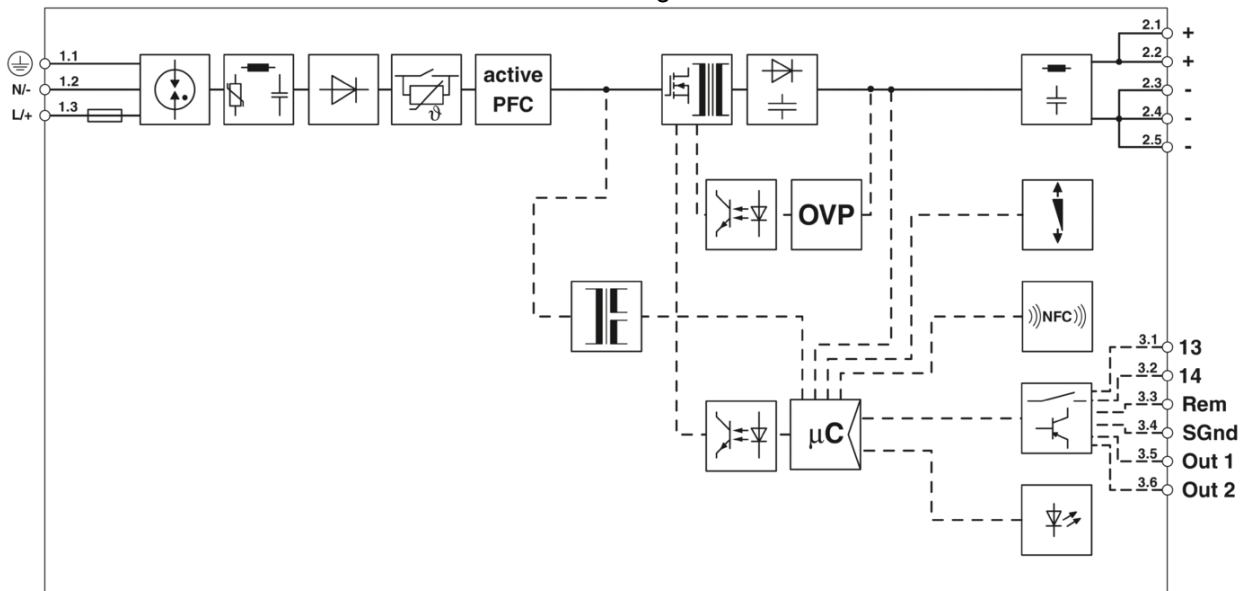 1.1
N/-
1.2
L/+
1.3
ϑ
active
PFC
2.1
+
2.2
+
2.3
-
2.4
-
2.5
-
OVP
)))NFC)))
µC
3.1
13
3.2
14
3.3
Rem
3.4
SGnd
3.5
Out 1
3.6
Out 2